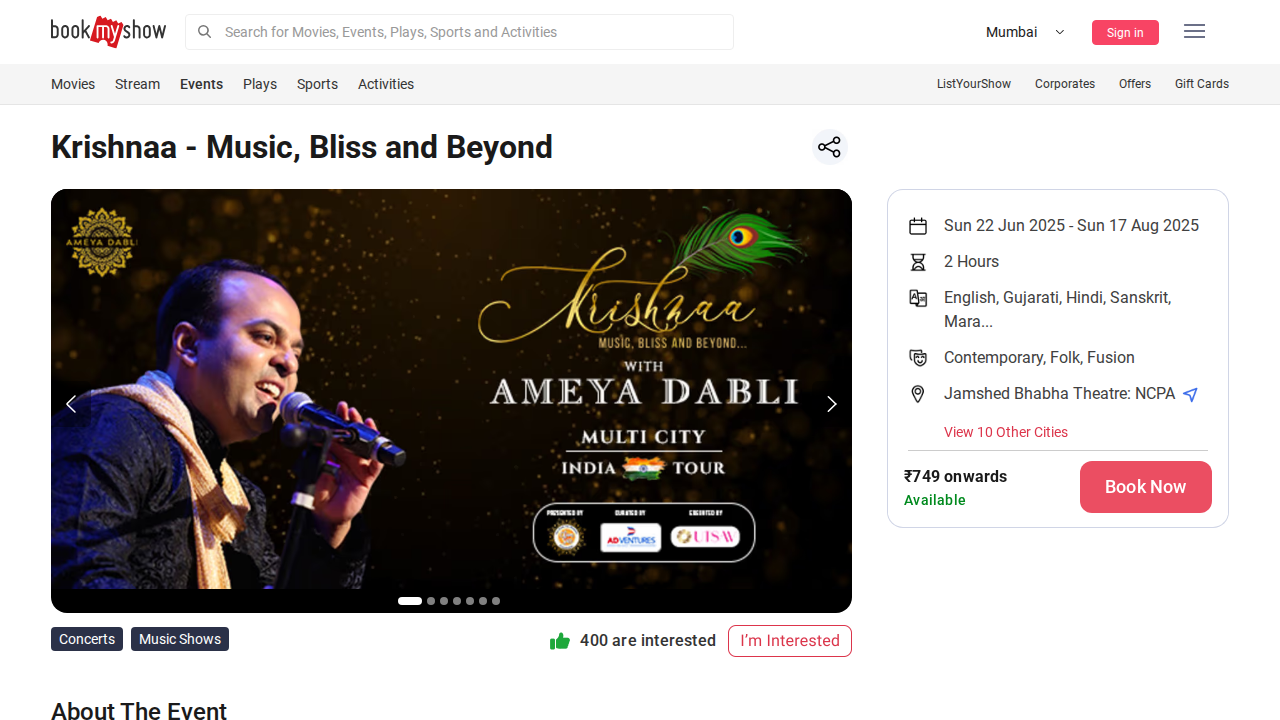 bookmyshow
Search for Movies, Events, Plays, Sports and Activities
Mumbai
Sign in
Movies
Stream
Events
Plays
Sports
Activities
ListYourShow
Corporates
Offers
Gift Cards
Krishnaa - Music, Bliss and Beyond
AMEYA DABLI
Krishnaa
MUSIC, BLISS AND BEYOND...
WITH
AMEYA DABLI
MULTI CITY
INDIA TOUR
PRESENTED BY
CURATED BY
EXECUTED BY
ADVENTURES
UTSAV
Sun 22 Jun 2025 - Sun 17 Aug 2025
2 Hours
English, Gujarati, Hindi, Sanskrit,
Mara...
Contemporary, Folk, Fusion
Jamshed Bhabha Theatre: NCPA
View 10 Other Cities
₹749 onwards
Available
Book Now
Concerts
Music Shows
400 are interested
I'm Interested
About The Event